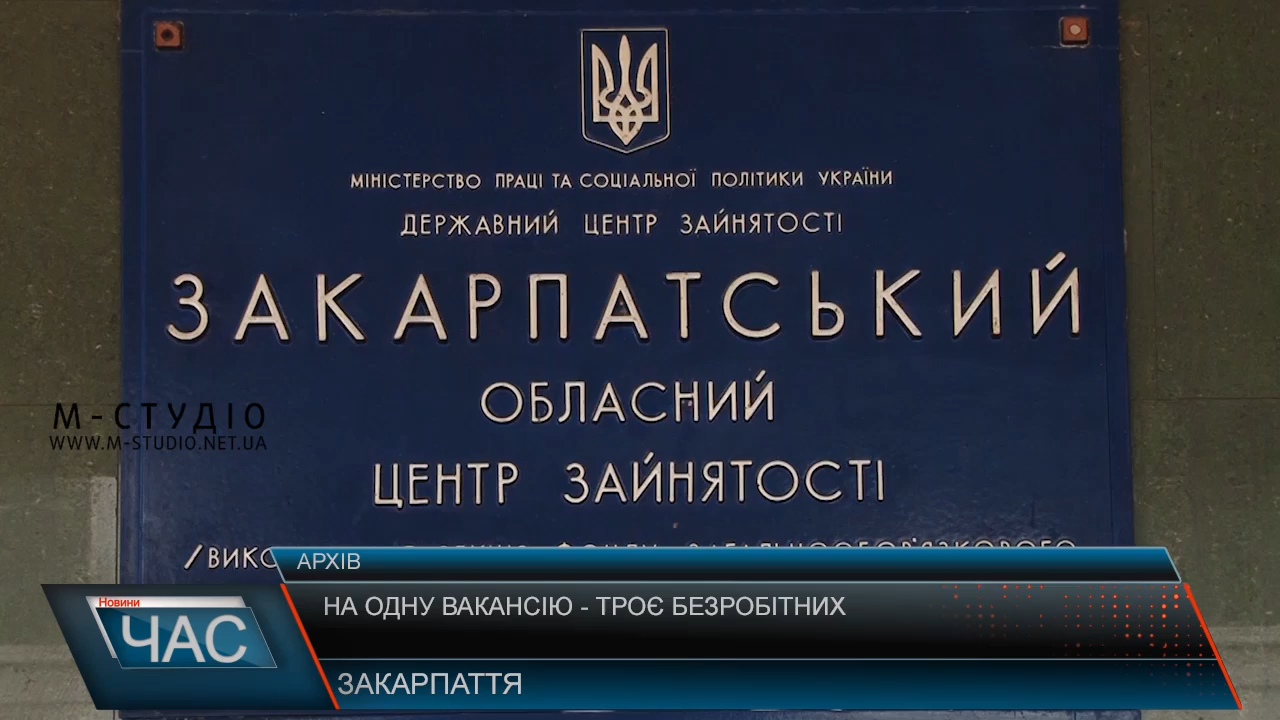 МІНІСТЕРСТВО ПРАЦІ ТА СОЦІАЛЬНОЇ ПОЛІТИКИ УКРАЇНИ
ДЕРЖАВНИЙ ЦЕНТР ЗАЙНЯТОСТІ
ЗАКАРПАТСЬКИЙ
ОБЛАСНИЙ
ЦЕНТР ЗАЙНЯТОСТІ
М-СТУДІО
WWW.M-STUDIO.NET.UA
АРХІВ
Новини
ЧАС
НА ОДНУ ВАКАНСІЮ - ТРОЄ БЕЗРОБІТНИХ
ЗАКАРПАТТЯ